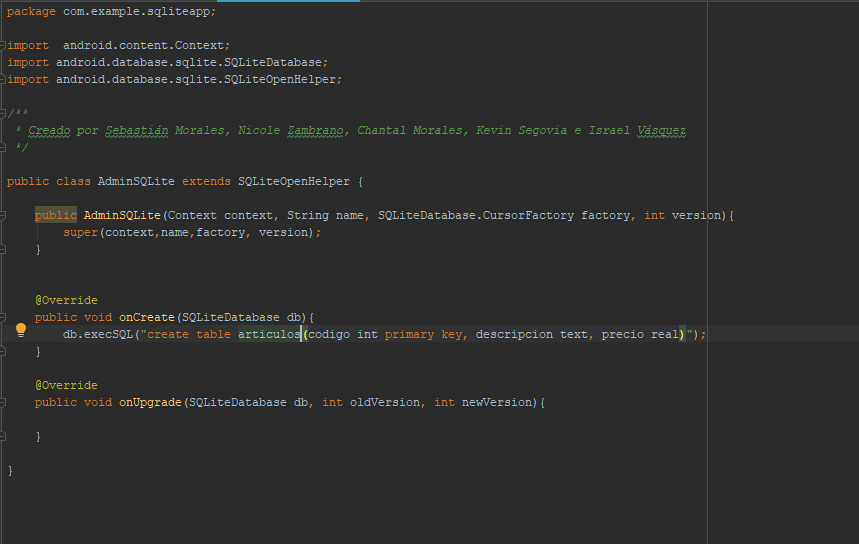 package com.example.sqliteapp;
import  android.content.Context;
import android.database.sqlite.SQLiteDatabase;
import android.database.sqlite.SQLiteOpenHelper;
/**
 * Creado por Sebastián Morales, Nicole Zambrano, Chantal Morales, Kevin Segovia e Israel Vásquez
 */
public class AdminSQLite extends SQLiteOpenHelper {
    public AdminSQLite(Context context, String name, SQLiteDatabase.CursorFactory factory, int version){
        super(context,name,factory, version);
    }
    @Override
    public void onCreate(SQLiteDatabase db){
        db.execSQL("create table articulos(codigo int primary key, descripcion text, precio real)");
    }
    @Override
    public void onUpgrade(SQLiteDatabase db, int oldVersion, int newVersion){
    }
}